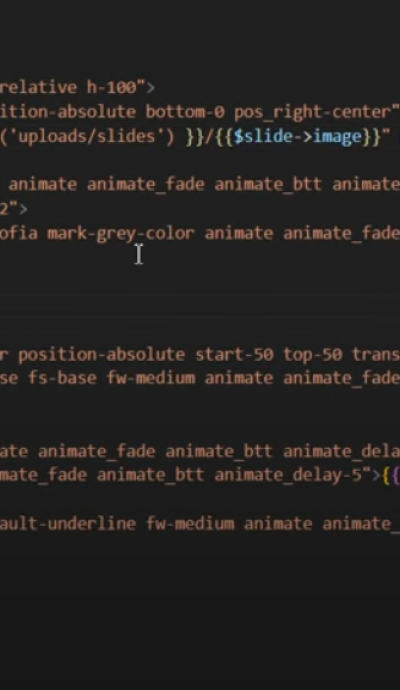 relative h-100">
ition-absolute bottom-0 pos_right-center"
('uploads/slides') }}/{{$slide->image}}"
animate animate_fade animate_btt animate
2">
ofia mark-grey-color animate animate_fade
r position-absolute start-50 top-50 trans
se fs-base fw-medium animate animate_fade
ate animate_fade animate_btt animate_dela
mate_fade animate_btt animate_delay-5">{{
ault-underline fw-medium animate animate_